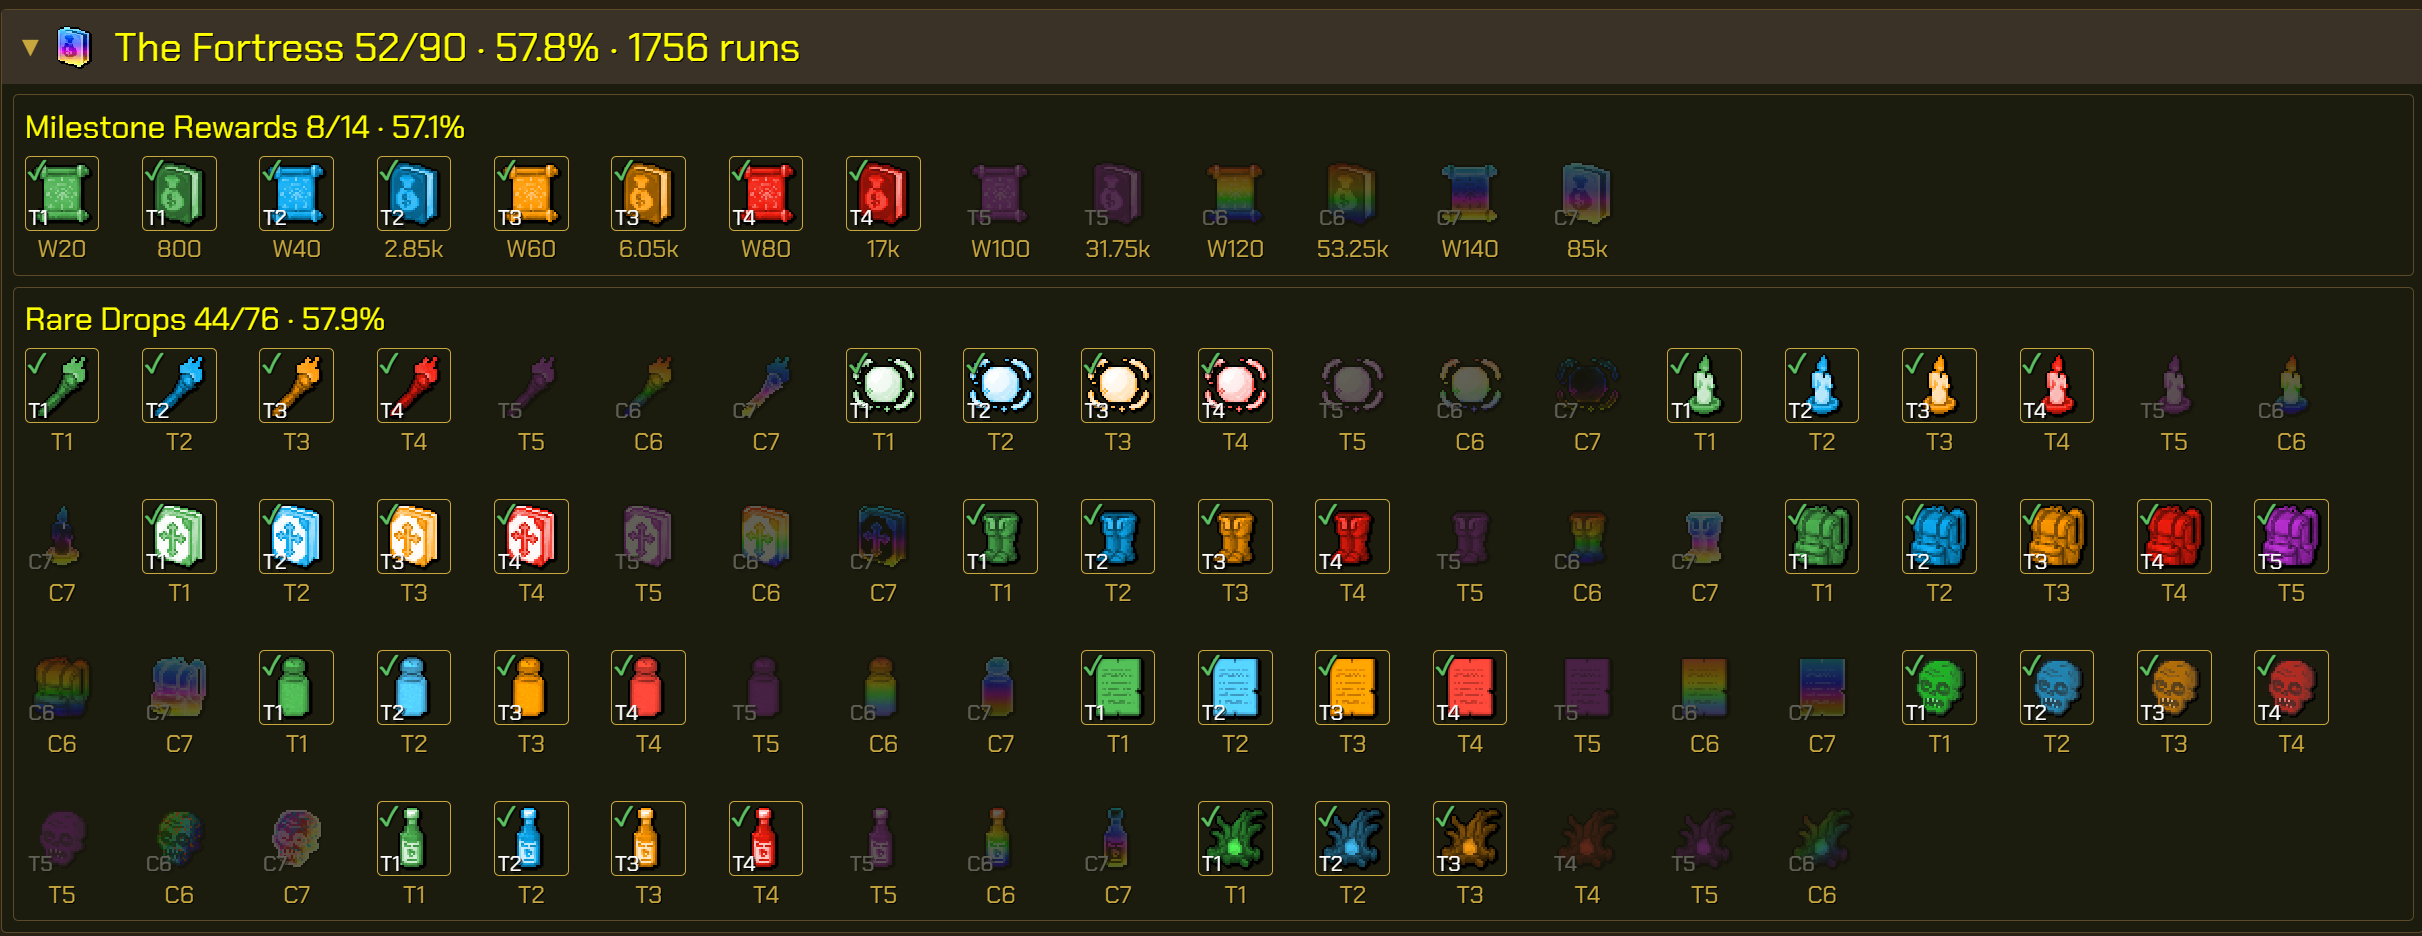 The Fortress 52/90 · 57.8% · 1756 runs
Milestone Rewards 8/14 · 57.1%
T1 T1 T2 T2 T3 T3 T4 T4 T5 T5 C6 C6 C7 C7
W20 800 W40 2.85k W60 6.05k W80 17k W100 31.75k W120 53.25k W140 85k
Rare Drops 44/76 · 57.9%
T1 T2 T3 T4 T5 C6 C7 T1 T2 T3 T4 T5 C6 C7 T1 T2 T3 T4 T5 C6
T1 T2 T3 T4 T5 C6 C7 T1 T2 T3 T4 T5 C6 C7 T1 T2 T3 T4 T5 C6
C7 T1 T2 T3 T4 T5 C6 C7 T1 T2 T3 T4 T5 C6 C7 T1 T2 T3 T4 T5
C7 T1 T2 T3 T4 T5 C6 C7 T1 T2 T3 T4 T5 C6 C7 T1 T2 T3 T4 T5
C6 C7 T1 T2 T3 T4 T5 C6 C7 T1 T2 T3 T4 T5 C6 C7 T1 T2 T3 T4
C6 C7 T1 T2 T3 T4 T5 C6 C7 T1 T2 T3 T4 T5 C6 C7 T1 T2 T3 T4
T5 C6 C7 T1 T2 T3 T4 T5 C6 C7 T1 T2 T3 T4 T5 C6
T5 C6 C7 T1 T2 T3 T4 T5 C6 C7 T1 T2 T3 T4 T5 C6